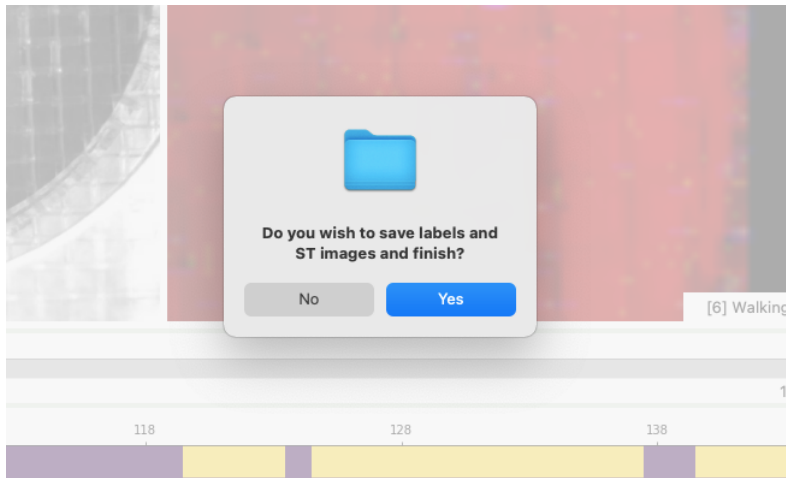 Do you wish to save labels and
ST images and finish?
No
Yes
[6] Walking
118
128
138